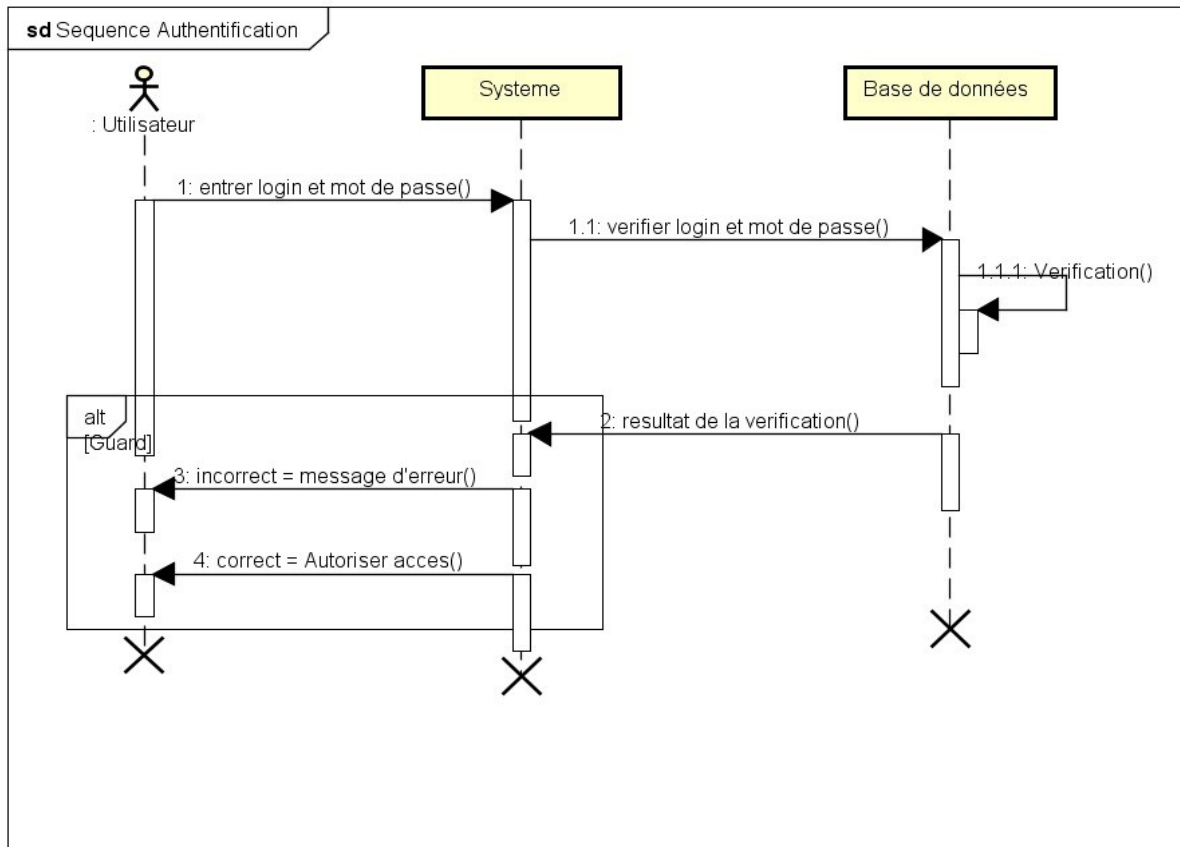 sd Sequence Authentification
: Utilisateur
Systeme
Base de données
1: entrer login et mot de passe()
1.1: verifier login et mot de passe()
1.1.1: Verification()
alt
[Guard]
2: resultat de la verification()
3: incorrect = message d'erreur()
4: correct = Autoriser acces()